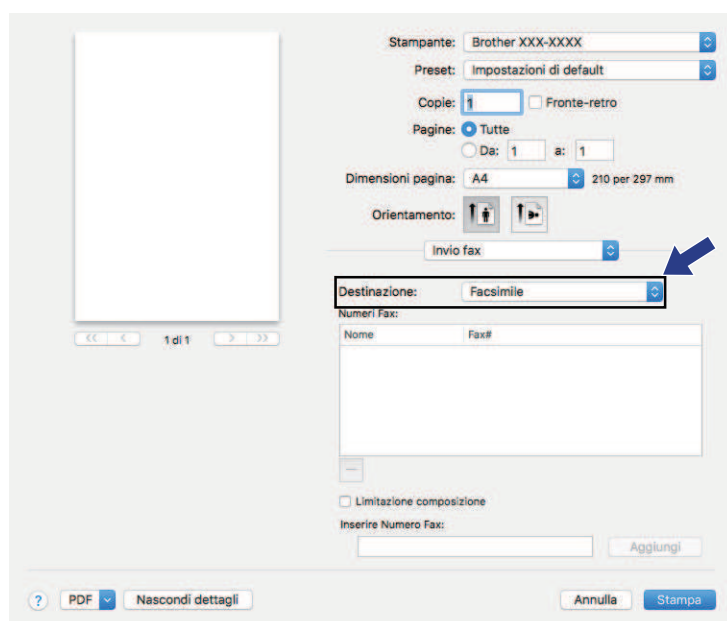 Stampante: Brother XXX-XXXX
Preset: Impostazioni di default
Copie: 1 Fronte-retro
Pagine: Tutte
Da: 1 a: 1
Dimensioni pagina: A4 210 per 297 mm
Orientamento:
Invio fax
Destinazione: Facsimile
Numeri Fax:
Nome Fax#
<< < 1 di 1 > >>
Limitazione composizione
Inserire Numero Fax:
Aggiungi
? PDF Nascondi dettagli Annulla Stampa